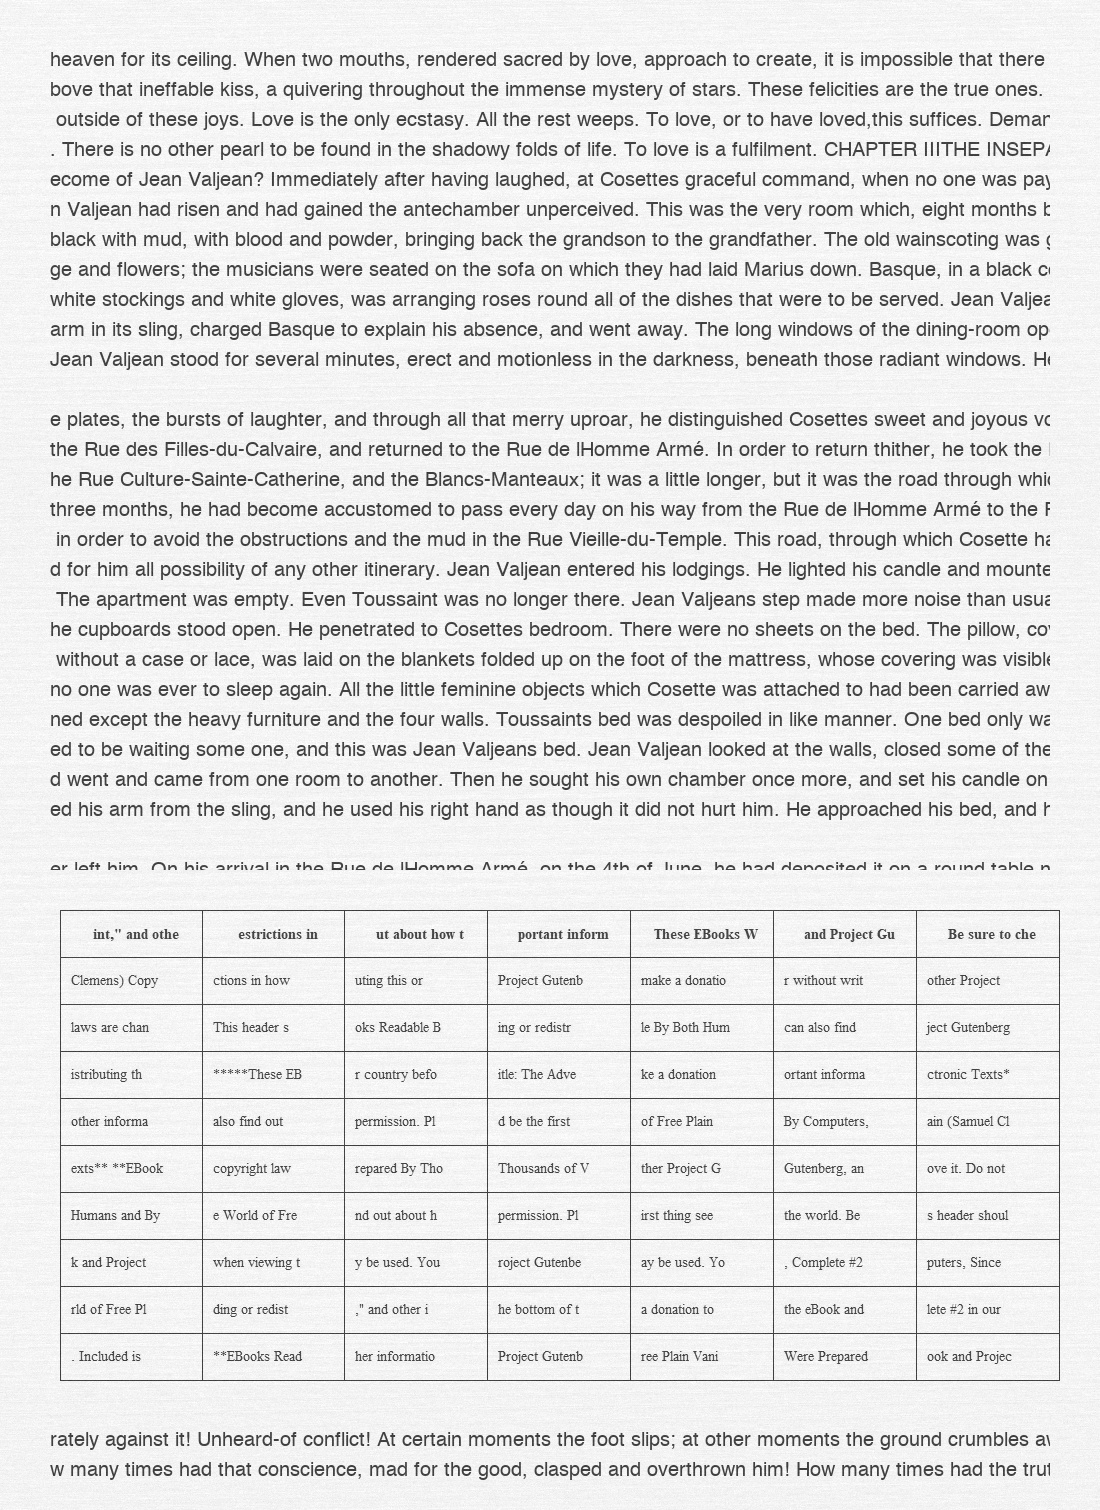 heaven for its ceiling. When two mouths, rendered sacred by love, approach to create, it is impossible that there
bove that ineffable kiss, a quivering throughout the immense mystery of stars. These felicities are the true ones.
outside of these joys. Love is the only ecstasy. All the rest weeps. To love, or to have loved,this suffices. Deman
. There is no other pearl to be found in the shadowy folds of life. To love is a fulfilment. CHAPTER IIITHE INSEPA
ecome of Jean Valjean? Immediately after having laughed, at Cosettes graceful command, when no one was pay
n Valjean had risen and had gained the antechamber unperceived. This was the very room which, eight months b
black with mud, with blood and powder, bringing back the grandson to the grandfather. The old wainscoting was g
ge and flowers; the musicians were seated on the sofa on which they had laid Marius down. Basque, in a black co
white stockings and white gloves, was arranging roses round all of the dishes that were to be served. Jean Valjea
arm in its sling, charged Basque to explain his absence, and went away. The long windows of the dining-room op
Jean Valjean stood for several minutes, erect and motionless in the darkness, beneath those radiant windows. He
e plates, the bursts of laughter, and through all that merry uproar, he distinguished Cosettes sweet and joyous vo
the Rue des Filles-du-Calvaire, and returned to the Rue de lHomme Armé. In order to return thither, he took the
he Rue Culture-Sainte-Catherine, and the Blancs-Manteaux; it was a little longer, but it was the road through whic
three months, he had become accustomed to pass every day on his way from the Rue de lHomme Armé to the R
in order to avoid the obstructions and the mud in the Rue Vieille-du-Temple. This road, through which Cosette ha
d for him all possibility of any other itinerary. Jean Valjean entered his lodgings. He lighted his candle and mounte
The apartment was empty. Even Toussaint was no longer there. Jean Valjeans step made more noise than usua
he cupboards stood open. He penetrated to Cosettes bedroom. There were no sheets on the bed. The pillow, cov
without a case or lace, was laid on the blankets folded up on the foot of the mattress, whose covering was visible
no one was ever to sleep again. All the little feminine objects which Cosette was attached to had been carried aw
ned except the heavy furniture and the four walls. Toussaints bed was despoiled in like manner. One bed only wa
ed to be waiting some one, and this was Jean Valjeans bed. Jean Valjean looked at the walls, closed some of the
d went and came from one room to another. Then he sought his own chamber once more, and set his candle on
ed his arm from the sling, and he used his right hand as though it did not hurt him. He approached his bed, and h
er left him. On his arrival in the Rue de lHomme Armé, on the 4th of June, he had deposited it on a round table n
int," and othe estrictions in ut about how t portant inform These EBooks W and Project Gu Be sure to che
Clemens) Copy ctions in how uting this or Project Gutenb make a donatio r without writ other Project
laws are chan This header s oks Readable B ing or redistr le By Both Hum can also find ject Gutenberg
istributing th *****These EB r country befo itle: The Adve ke a donation ortant informa ctronic Texts*
other informa also find out permission. Pl d be the first of Free Plain By Computers, ain (Samuel Cl
exts** **EBook copyright law repared By Tho Thousands of V ther Project G Gutenberg, an ove it. Do not
Humans and By e World of Fre nd out about h permission. Pl irst thing see the world. Be s header shoul
k and Project when viewing t y be used. You roject Gutenbe ay be used. Yo , Complete #2 puters, Since
rld of Free Pl ding or redist ," and other i he bottom of t a donation to the eBook and lete #2 in our
. Included is **EBooks Read her informatio Project Gutenb ree Plain Vani Were Prepared ook and Projec
rately against it! Unheard-of conflict! At certain moments the foot slips; at other moments the ground crumbles aw
w many times had that conscience, mad for the good, clasped and overthrown him! How many times had the trut